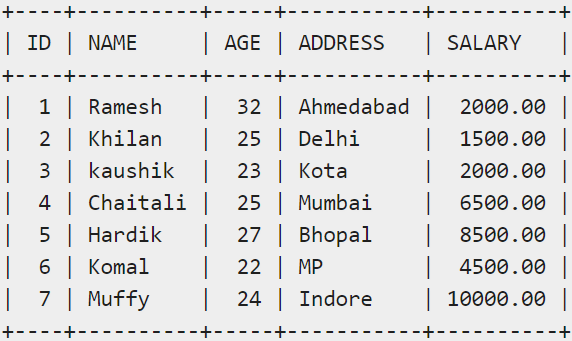 +----+----------+-----+-----------+----------+
| ID | NAME     | AGE | ADDRESS   | SALARY   |
+----+----------+-----+-----------+----------+
|  1 | Ramesh   |  32 | Ahmedabad |  2000.00 |
|  2 | Khilan   |  25 | Delhi     |  1500.00 |
|  3 | kaushik  |  23 | Kota      |  2000.00 |
|  4 | Chaitali |  25 | Mumbai    |  6500.00 |
|  5 | Hardik   |  27 | Bhopal    |  8500.00 |
|  6 | Komal    |  22 | MP        |  4500.00 |
|  7 | Muffy    |  24 | Indore    | 10000.00 |
+----+----------+-----+-----------+----------+